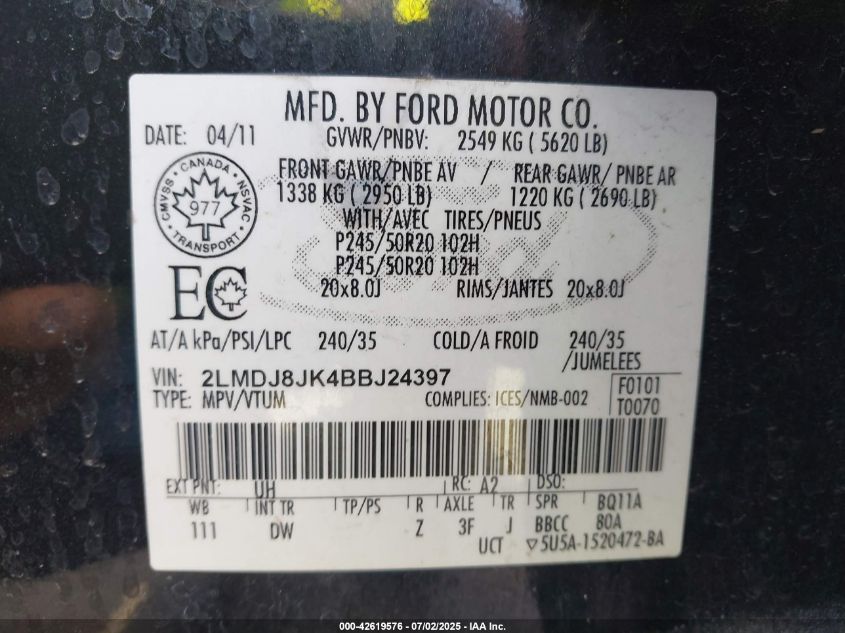 MFD. BY FORD MOTOR CO.
DATE: 04/11 GVWR/PNBV: 2549 KG ( 5620 LB)
FRONT GAWR/PNBE AV / REAR GAWR/ PNBE AR
1338 KG ( 2950 LB) 1220 KG ( 2690 LB)
WITH/AVEC TIRES/PNEUS
P245/50R20 102H
P245/50R20 102H
20x8.0J RIMS/JANTES 20x8.0J
CANADA
CMVSS NSVAC
977
TRANSPORT
EC
AT/A kPa/PSI/LPC 240/35 COLD/A FROID 240/35
/JUMELEES
VIN: 2LMDJ8JK4BBJ24397 F0101
TYPE: MPV/VTUM COMPLIES: ICES/NMB-002 T0070
EXT PNT: UH RC: A2 DSO:
WB INT TR TP/PS R AXLE TR SPR BQ11A
111 DW Z 3F J BBCC 80A
UCT ▽5U5A-1520472-BA
000-42619576 - 07/02/2025 - IAA Inc.